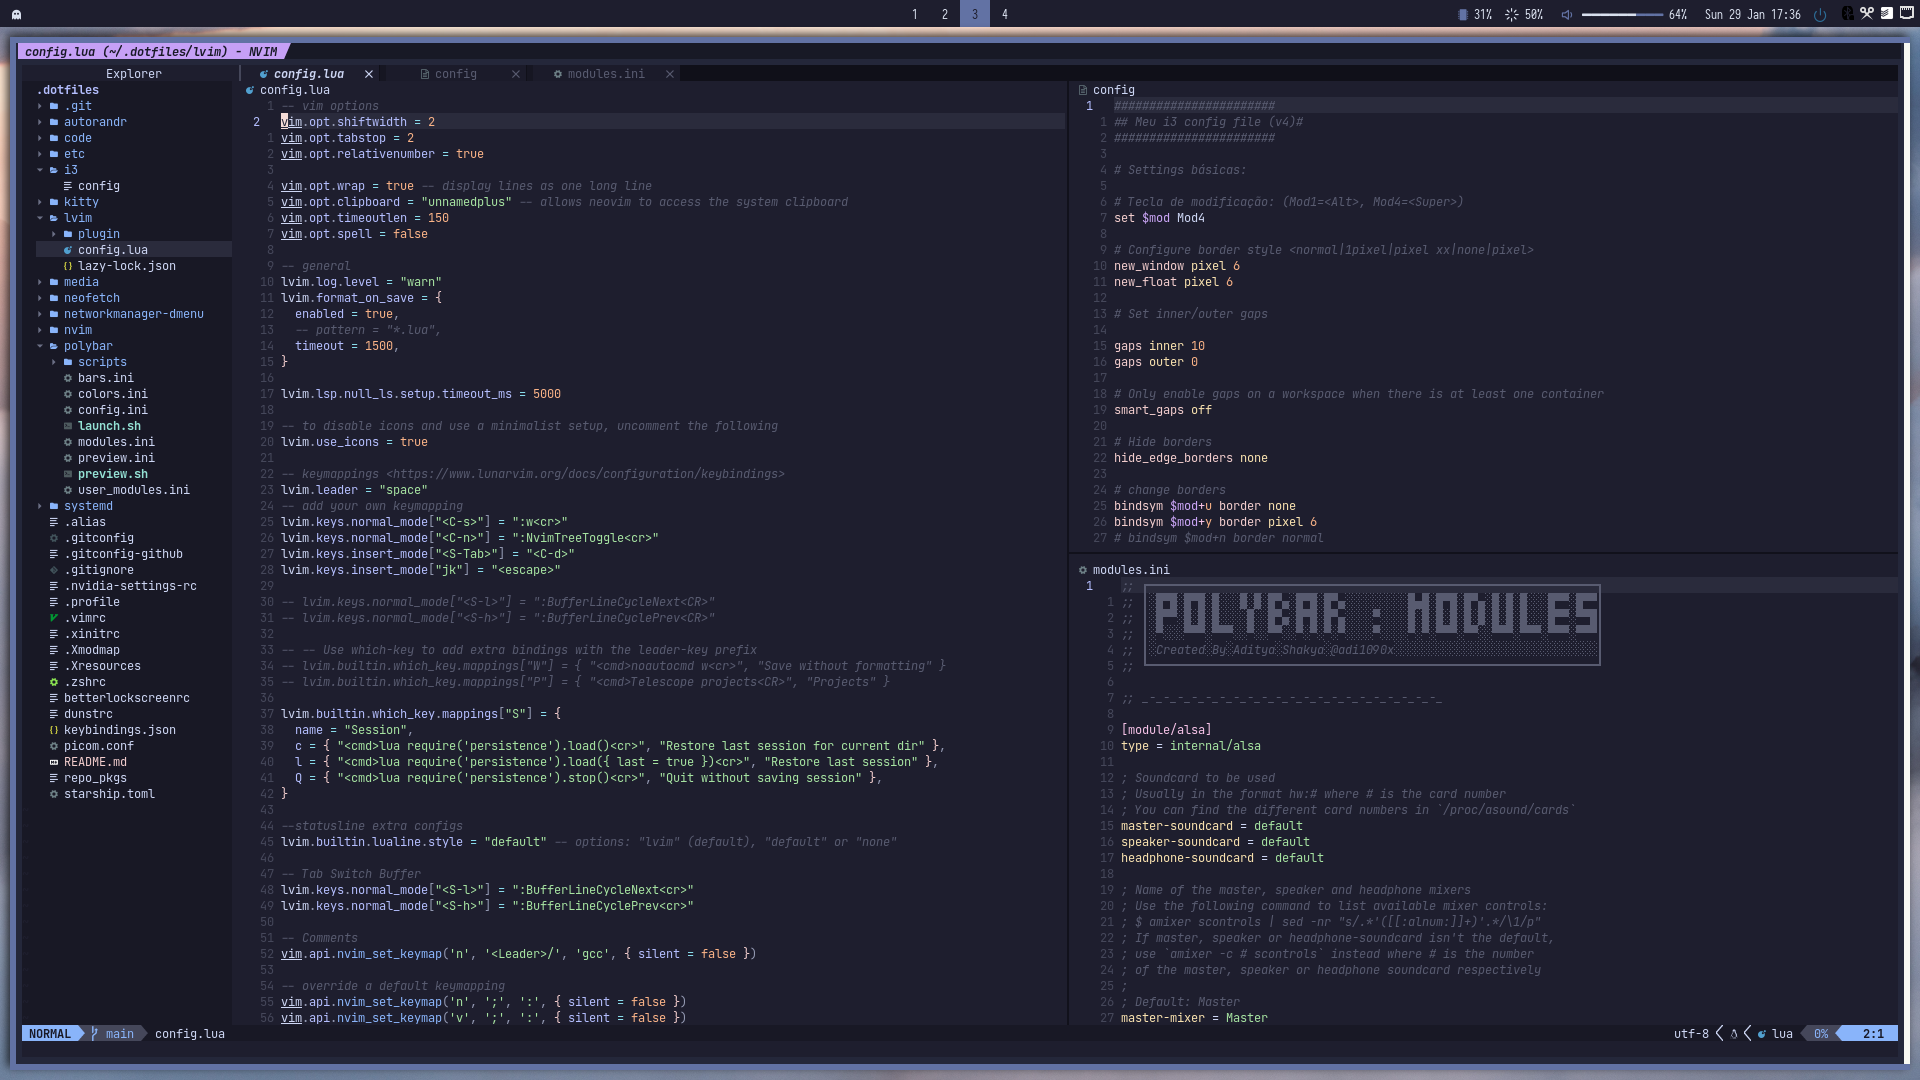 1 2 3 4 31% 50% 64% Sun 29 Jan 17:36
config.lua (~/.dotfiles/lvim) - NVIM
Explorer
config.lua × config × modules.ini ×
.dotfiles
.git
autorandr
code
etc
i3
config
kitty
lvim
plugin
config.lua
lazy-lock.json
media
neofetch
networkmanager-dmenu
nvim
polybar
scripts
bars.ini
colors.ini
config.ini
launch.sh
modules.ini
preview.ini
preview.sh
user_modules.ini
systemd
.alias
.gitconfig
.gitconfig-github
.gitignore
.nvidia-settings-rc
.profile
.vimrc
.xinitrc
.Xmodmap
.Xresources
.zshrc
betterlockscreenrc
dunstrc
keybindings.json
picom.conf
README.md
repo_pkgs
starship.toml
config.lua
1 -- vim options
2 vim.opt.shiftwidth = 2
1 vim.opt.tabstop = 2
2 vim.opt.relativenumber = true
3
4 vim.opt.wrap = true -- display lines as one long line
5 vim.opt.clipboard = "unnamedplus" -- allows neovim to access the system clipboard
6 vim.opt.timeoutlen = 150
7 vim.opt.spell = false
8
9 -- general
10 lvim.log.level = "warn"
11 lvim.format_on_save = {
12 enabled = true,
13 -- pattern = "*.lua",
14 timeout = 1500,
15 }
16
17 lvim.lsp.null_ls.setup.timeout_ms = 5000
18
19 -- to disable icons and use a minimalist setup, uncomment the following
20 lvim.use_icons = true
21
22 -- keymappings <https://www.lunarvim.org/docs/configuration/keybindings>
23 lvim.leader = "space"
24 -- add your own keymapping
25 lvim.keys.normal_mode["<C-s>"] = ":w<cr>"
26 lvim.keys.normal_mode["<C-n>"] = ":NvimTreeToggle<cr>"
27 lvim.keys.insert_mode["<S-Tab>"] = "<C-d>"
28 lvim.keys.insert_mode["jk"] = "<escape>"
29
30 -- lvim.keys.normal_mode["<S-l>"] = ":BufferLineCycleNext<CR>"
31 -- lvim.keys.normal_mode["<S-h>"] = ":BufferLineCyclePrev<CR>"
32
33 -- -- Use which-key to add extra bindings with the leader-key prefix
34 -- lvim.builtin.which_key.mappings["W"] = { "<cmd>noautocmd w<cr>", "Save without formatting" }
35 -- lvim.builtin.which_key.mappings["P"] = { "<cmd>Telescope projects<CR>", "Projects" }
36
37 lvim.builtin.which_key.mappings["S"] = {
38 name = "Session",
39 c = { "<cmd>lua require('persistence').load()<cr>", "Restore last session for current dir" },
40 l = { "<cmd>lua require('persistence').load({ last = true })<cr>", "Restore last session" },
41 Q = { "<cmd>lua require('persistence').stop()<cr>", "Quit without saving session" },
42 }
43
44 --statusline extra configs
45 lvim.builtin.lualine.style = "default" -- options: "lvim" (default), "default" or "none"
46
47 -- Tab Switch Buffer
48 lvim.keys.normal_mode["<S-l>"] = ":BufferLineCycleNext<cr>"
49 lvim.keys.normal_mode["<S-h>"] = ":BufferLineCyclePrev<cr>"
50
51 -- Comments
52 vim.api.nvim_set_keymap('n', '<Leader>/', 'gcc', { silent = false })
53
54 -- override a default keymapping
55 vim.api.nvim_set_keymap('n', ';', ':', { silent = false })
56 vim.api.nvim_set_keymap('v', ';', ':', { silent = false })
config
1 #######################
1 ## Meu i3 config file (v4)#
2 #######################
3
4 # Settings básicas:
5
6 # Tecla de modificação: (Mod1=<Alt>, Mod4=<Super>)
7 set $mod Mod4
8
9 # Configure border style <normal|1pixel|pixel xx|none|pixel>
10 new_window pixel 6
11 new_float pixel 6
12
13 # Set inner/outer gaps
14
15 gaps inner 10
16 gaps outer 0
17
18 # Only enable gaps on a workspace when there is at least one container
19 smart_gaps off
20
21 # Hide borders
22 hide_edge_borders none
23
24 # change borders
25 bindsym $mod+u border none
26 bindsym $mod+y border pixel 6
27 # bindsym $mod+n border normal
modules.ini
1 ;;
1 ;; POLYBAR : MODULES
2 ;;
3 ;;
4 ;; Created By Aditya Shakya @adi1090x
5 ;;
6
7 ;; _-_-_-_-_-_-_-_-_-_-_-_-_-_-_-_-_-_-_-_-_-_
8
9 [module/alsa]
10 type = internal/alsa
11
12 ; Soundcard to be used
13 ; Usually in the format hw:# where # is the card number
14 ; You can find the different card numbers in `/proc/asound/cards`
15 master-soundcard = default
16 speaker-soundcard = default
17 headphone-soundcard = default
18
19 ; Name of the master, speaker and headphone mixers
20 ; Use the following command to list available mixer controls:
21 ; $ amixer scontrols | sed -nr "s/.*'([[:alnum:]]+)'.*/\1/p"
22 ; If master, speaker or headphone-soundcard isn't the default,
23 ; use `amixer -c # scontrols` instead where # is the number
24 ; of the master, speaker or headphone soundcard respectively
25 ;
26 ; Default: Master
27 master-mixer = Master
NORMAL main config.lua utf-8 lua 0% 2:1